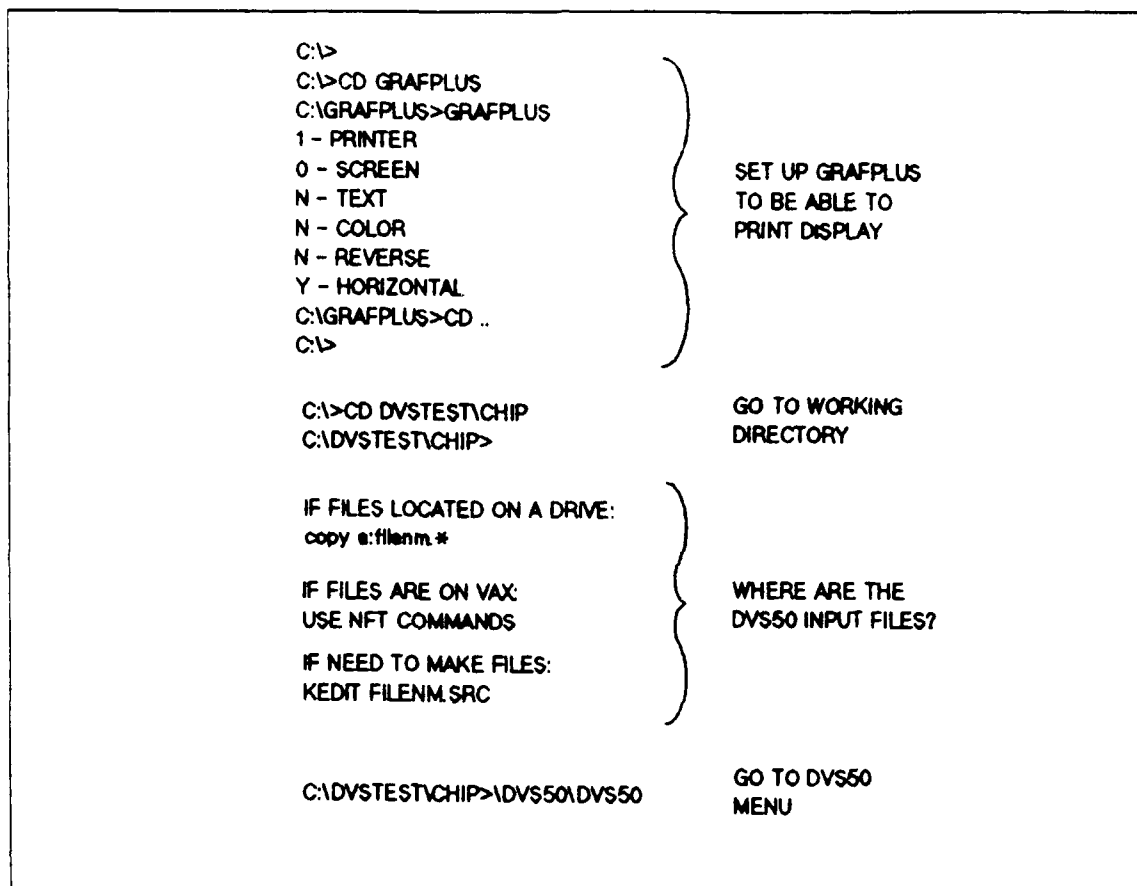 C:\>
C:\>CD GRAFPLUS
C:\GRAFPLUS>GRAFPLUS
1 - PRINTER
0 - SCREEN
N - TEXT
N - COLOR
N - REVERSE
Y - HORIZONTAL
C:\GRAFPLUS>CD ..
C:\>
SET UP GRAFPLUS
TO BE ABLE TO
PRINT DISPLAY
C:\>CD DVSTEST\CHIP
C:\DVSTEST\CHIP>
GO TO WORKING
DIRECTORY
IF FILES LOCATED ON A DRIVE:
copy a:filenm.*
IF FILES ARE ON VAX:
USE NFT COMMANDS
IF NEED TO MAKE FILES:
KEDIT FILENM.SRC
WHERE ARE THE
DVS50 INPUT FILES?
C:\DVSTEST\CHIP>\DVS50\DVS50
GO TO DVS50
MENU